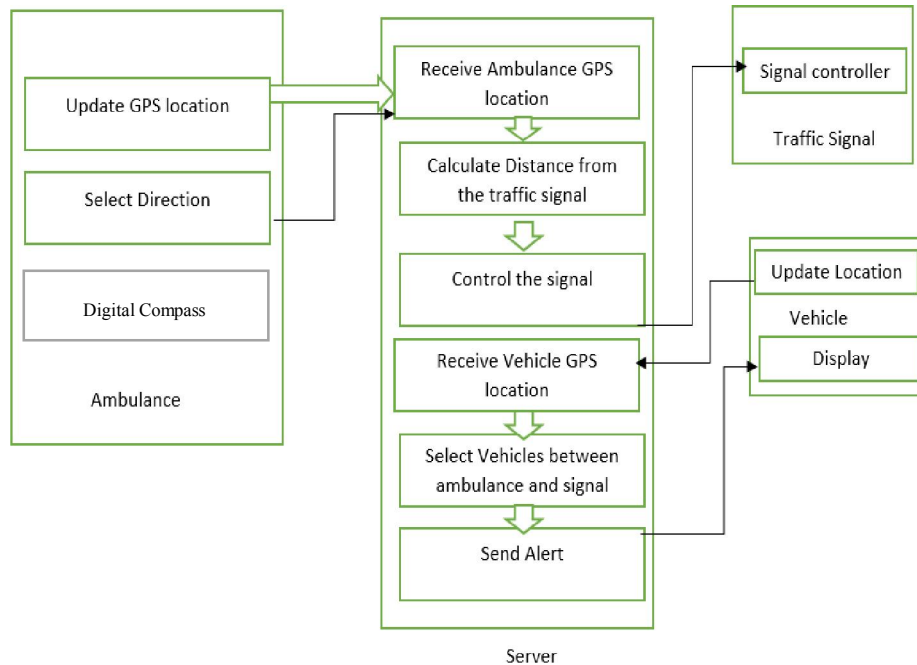 Update GPS location
Select Direction
Digital Compass
Ambulance
Receive Ambulance GPS
location
Calculate Distance from
the traffic signal
Control the signal
Receive Vehicle GPS
location
Select Vehicles between
ambulance and signal
Send Alert
Server
Signal controller
Traffic Signal
Update Location
Vehicle
Display